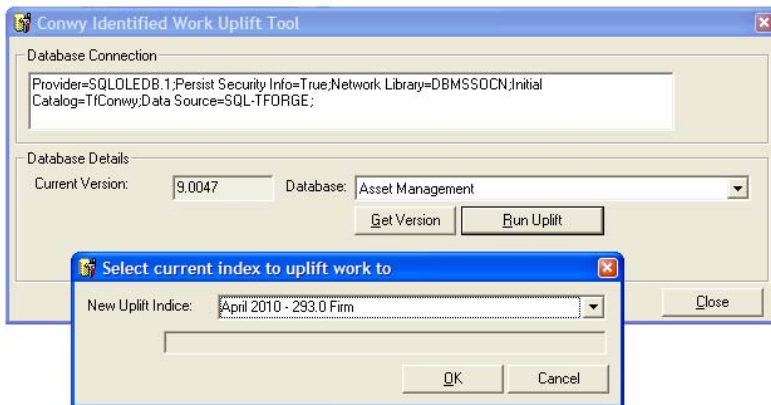 Conwy Identified Work Uplift Tool
Database Connection
Provider=SQLOLEDB.1;Persist Security Info=True;Network Library=DBMSSOCN;Initial
Catalog=TfConwy;Data Source=SQL-TFORGE;
Database Details
Current Version: 9.0047 Database: Asset Management
Get Version Run Uplift
Select current index to uplift work to
New Uplift Indice: April 2010 - 293.0 Firm
Close
OK Cancel